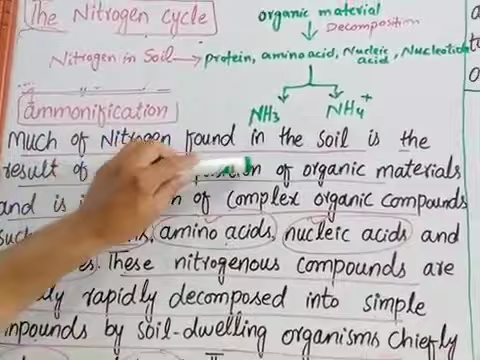 The Nitrogen Cycle
organic material
Decomposition
Nitrogen in Soil → protein, amino acid, Nucleic acid, Nucleotide
NH3 NH4+
ammonification
Much of Nitrogen found in the soil is the
result of of organic materials
and is of complex organic compounds
amino acids, nucleic acids and
These nitrogenous compounds are
rapidly decomposed into simple
by soil-dwelling organisms chiefly